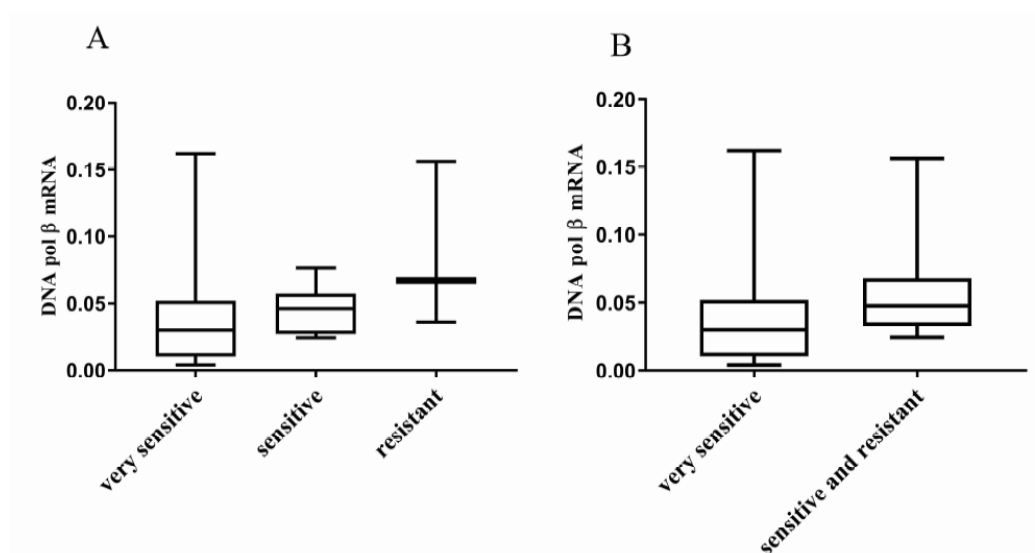 A
DNA pol β mRNA
0.20
0.15
0.10
0.05
0.00
very sensitive
sensitive
resistant
B
DNA pol β mRNA
0.20
0.15
0.10
0.05
0.00
very sensitive
sensitive and resistant